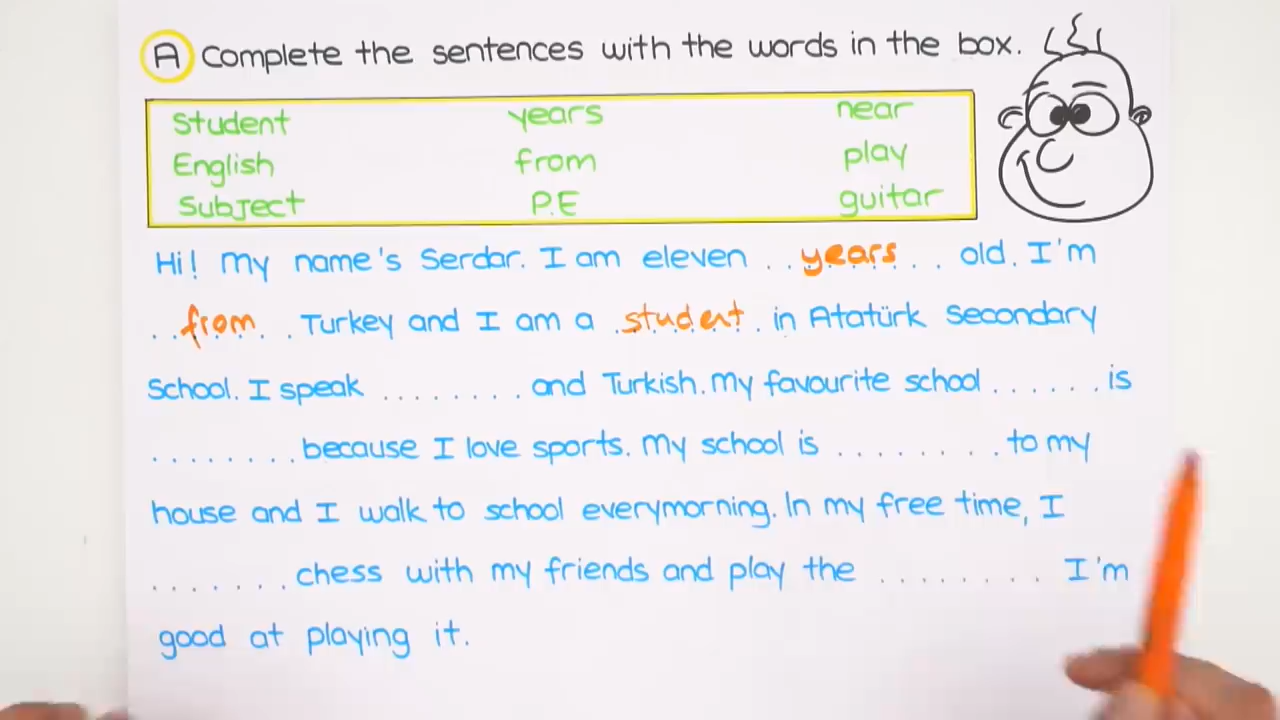 A Complete the sentences with the words in the box.
Student years near
English from play
Subject P.E guitar
Hi! My name's Serdar. I am eleven ..years.. old. I'm
..from.. Turkey and I am a .student. in Atatürk Secondary
School. I speak ........ and Turkish. My favourite school ...... is
........ because I love sports. My school is ......... to my
house and I walk to school everymorning. In my free time, I
....... chess with my friends and play the ........ I'm
good at playing it.